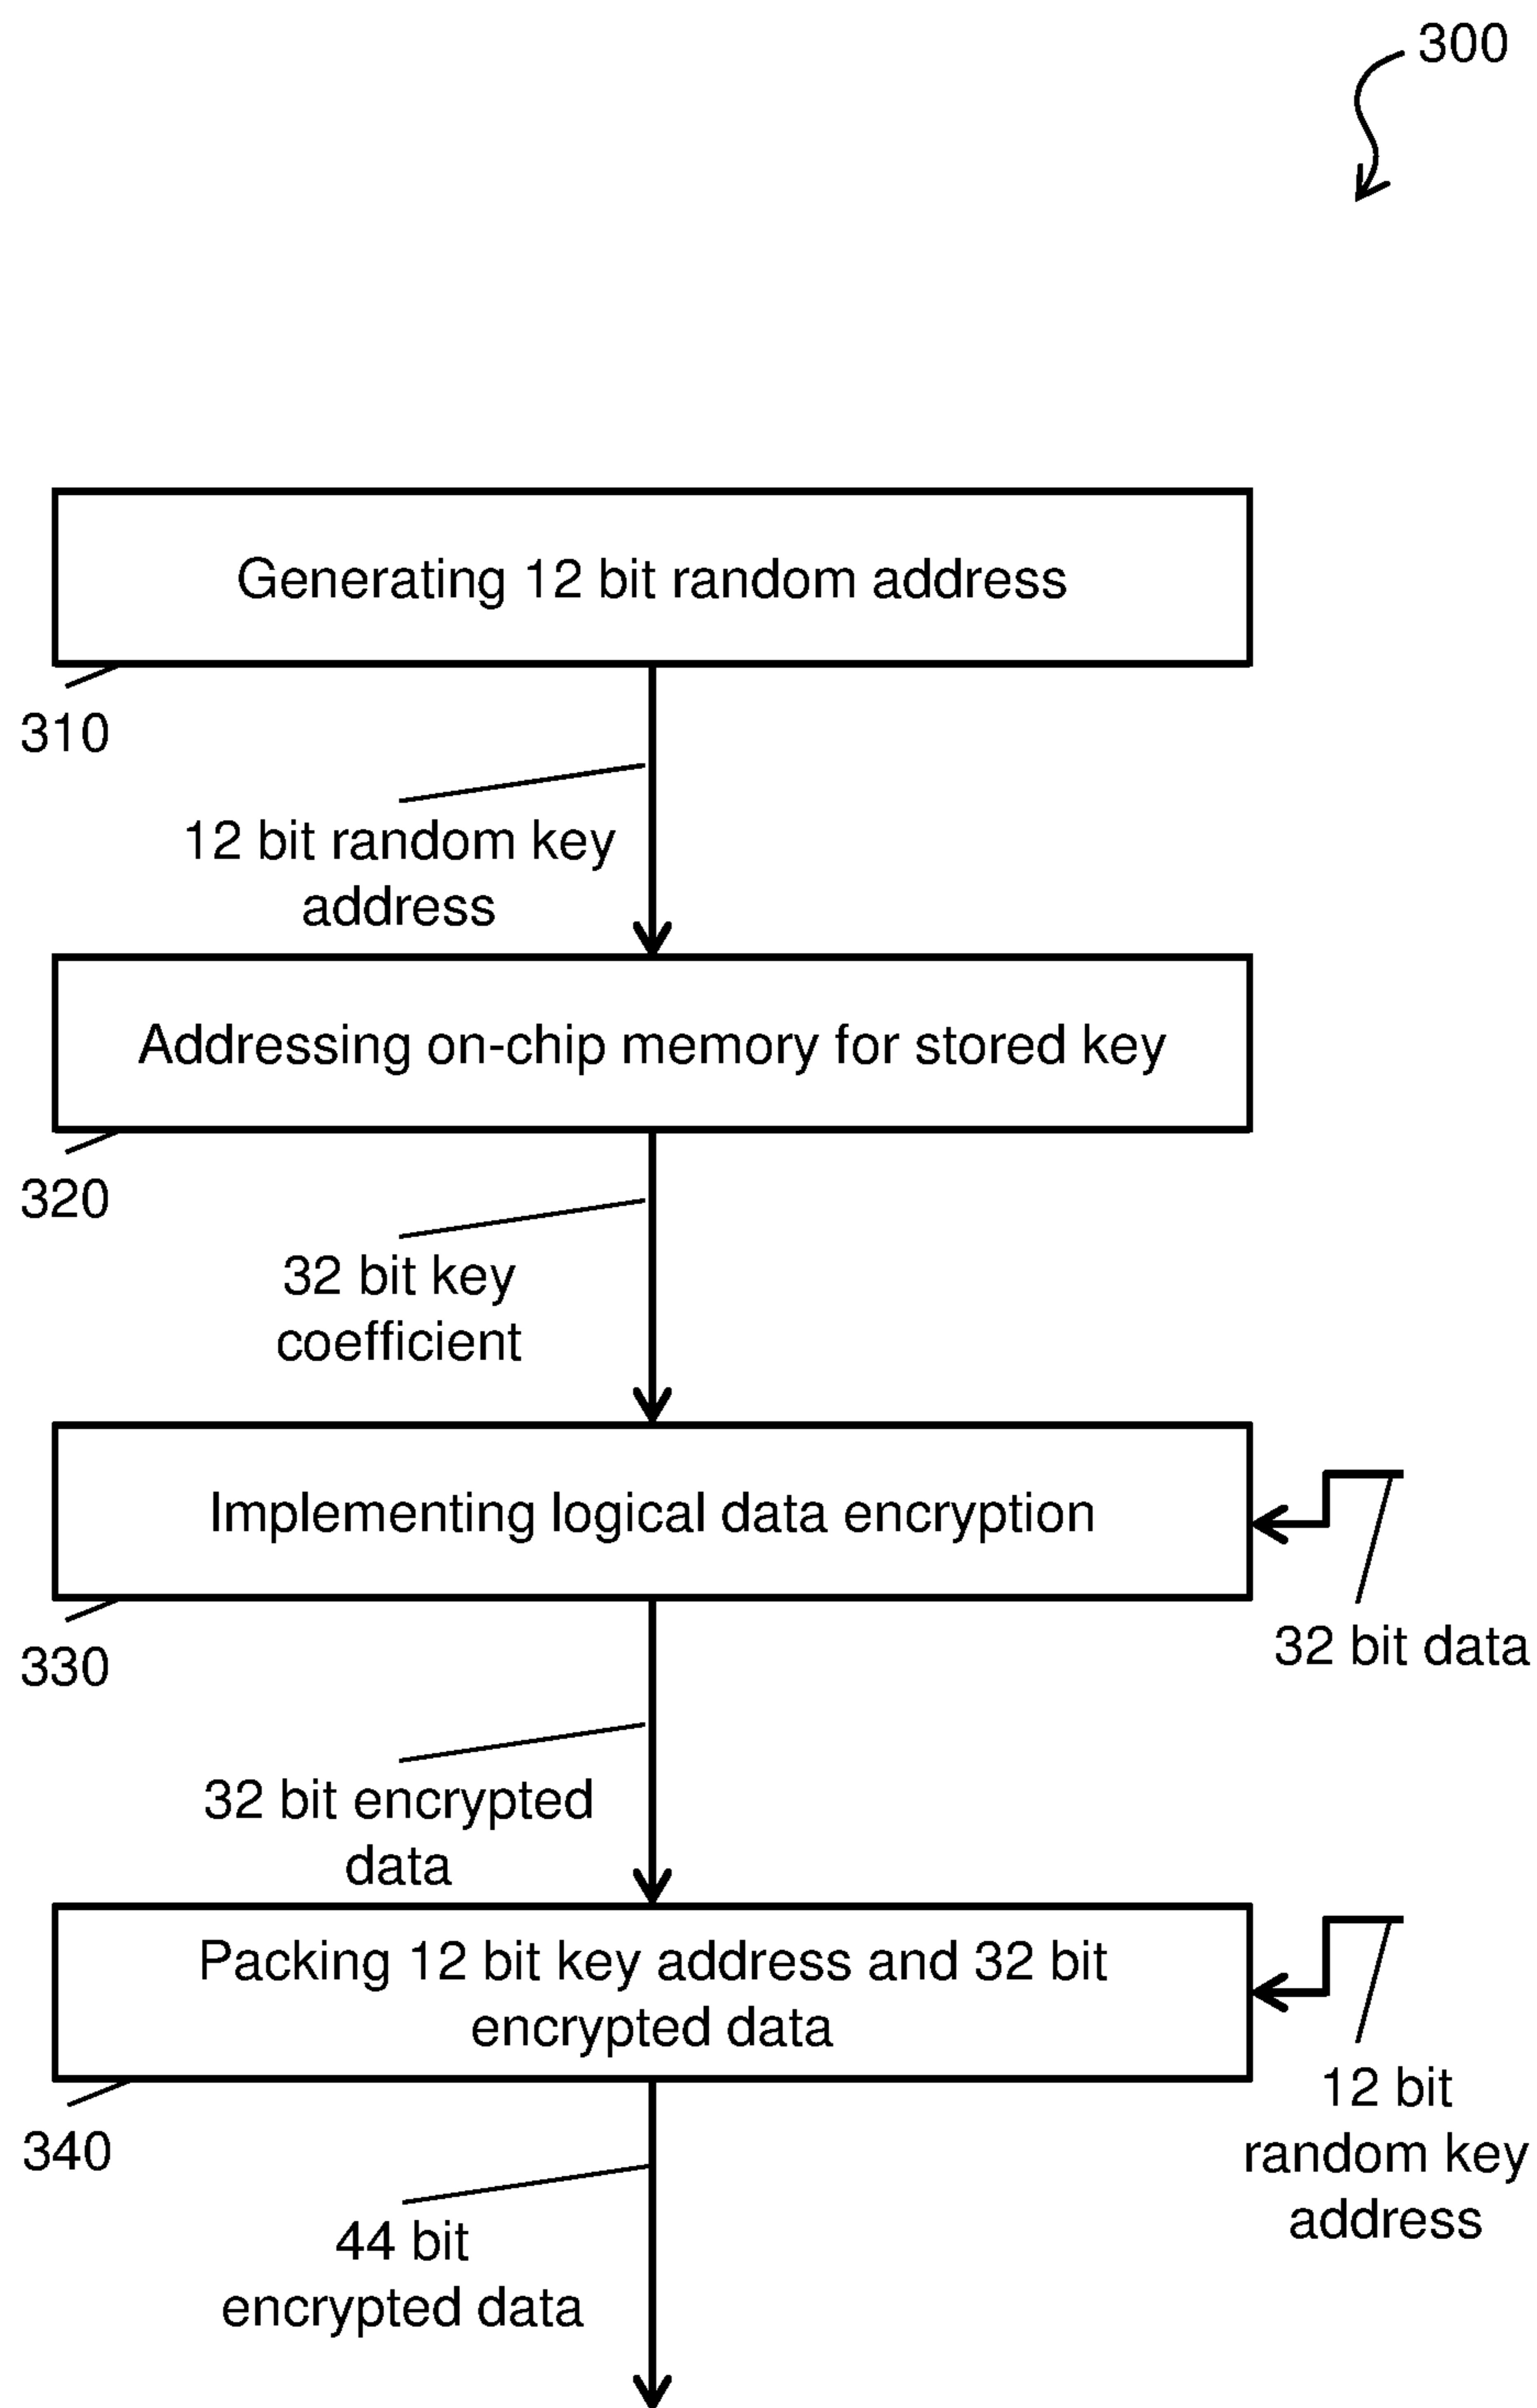 300
Generating 12 bit random address
310
12 bit random key
address
Addressing on-chip memory for stored key
320
32 bit key
coefficient
Implementing logical data encryption
330
32 bit data
32 bit encrypted
data
Packing 12 bit key address and 32 bit
encrypted data
340
12 bit
random key
address
44 bit
encrypted data